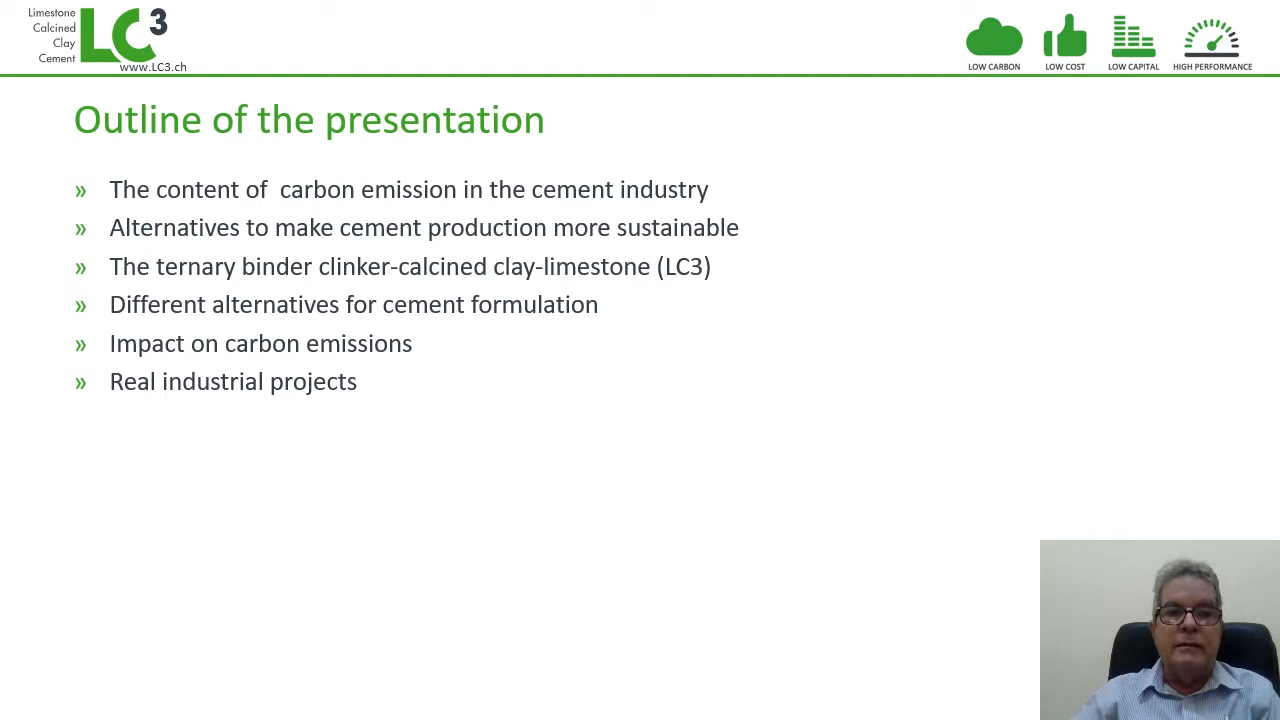 Limestone
Calcined
Clay
Cement
LC3
www.LC3.ch
LOW CARBON
LOW COST
LOW CAPITAL
HIGH PERFORMANCE
Outline of the presentation
» The content of  carbon emission in the cement industry
» Alternatives to make cement production more sustainable
» The ternary binder clinker-calcined clay-limestone (LC3)
» Different alternatives for cement formulation
» Impact on carbon emissions
» Real industrial projects